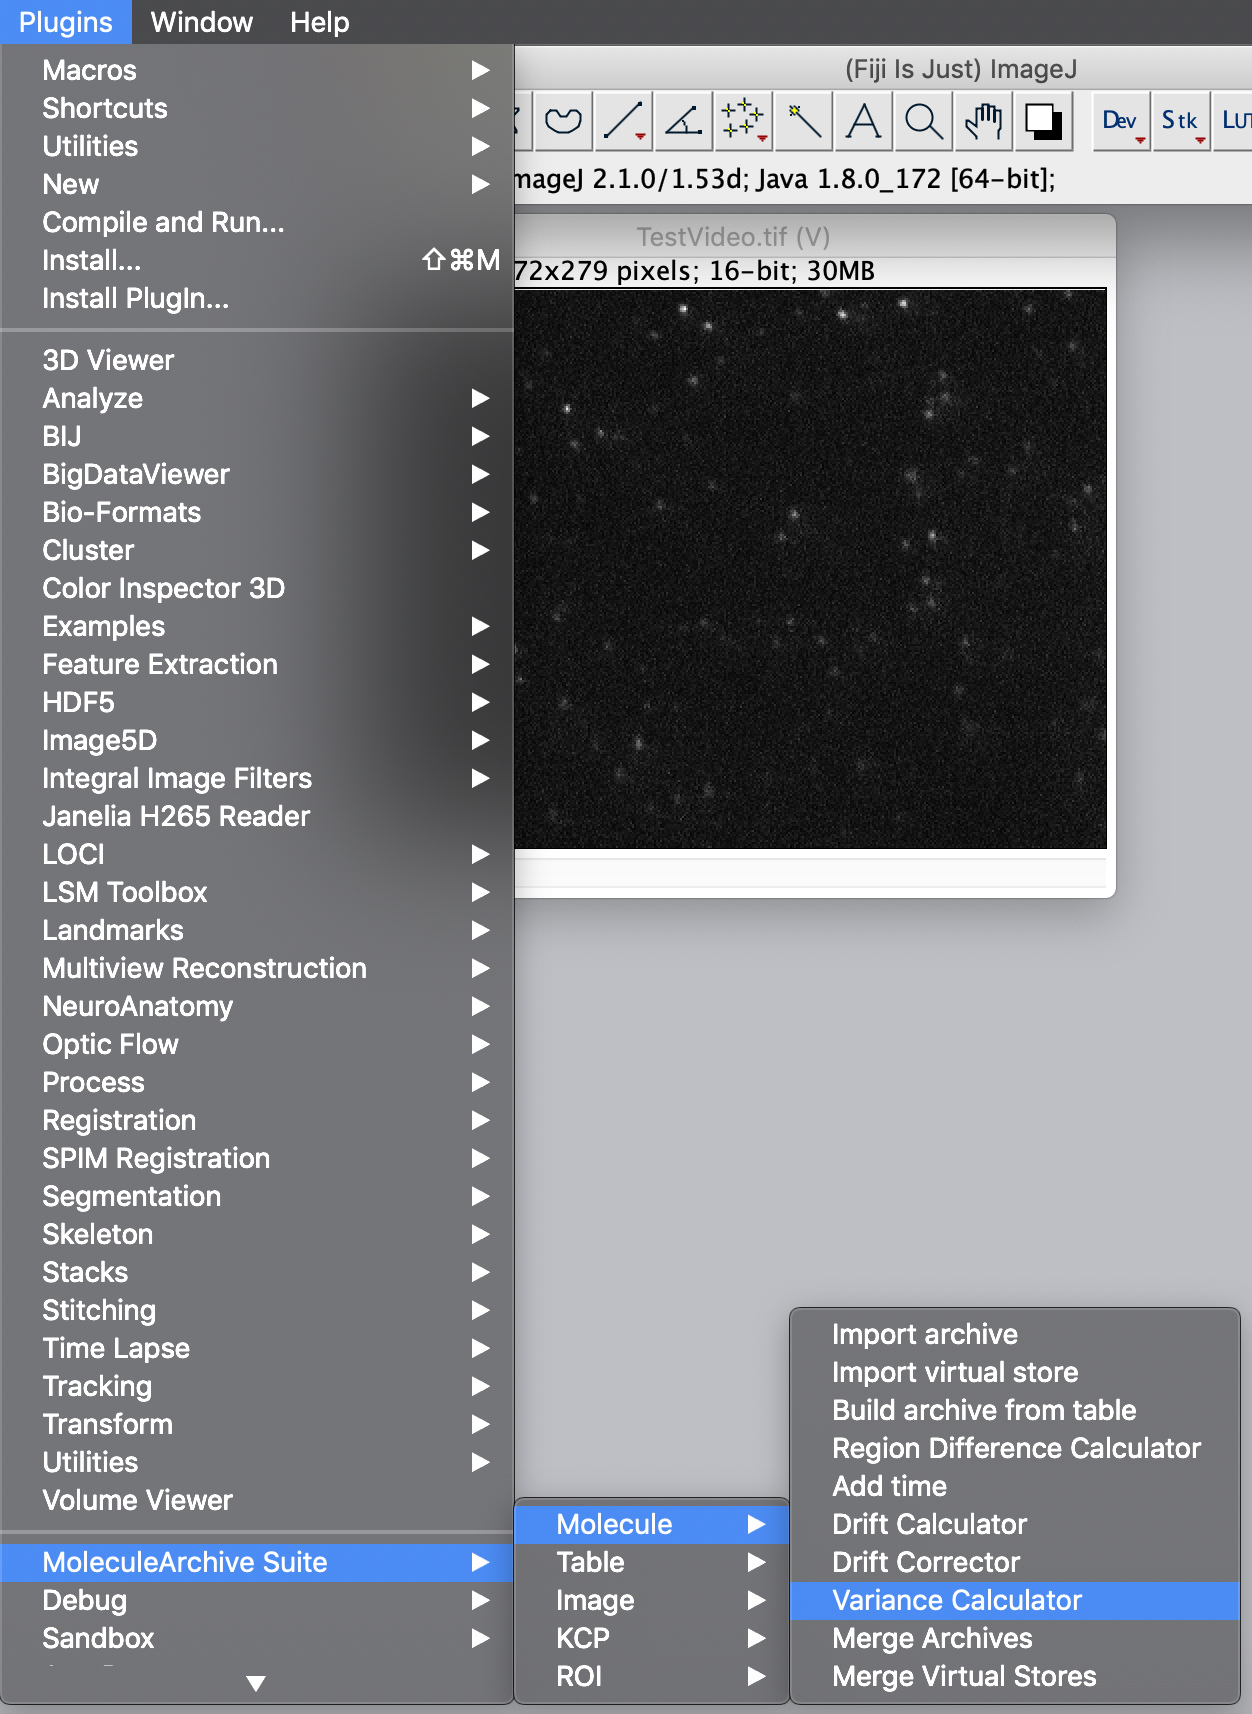 Plugins Window Help
Macros
Shortcuts
Utilities
New
Compile and Run...
Install... ⇧⌘M
Install PlugIn...
3D Viewer
Analyze
BIJ
BigDataViewer
Bio-Formats
Cluster
Color Inspector 3D
Examples
Feature Extraction
HDF5
Image5D
Integral Image Filters
Janelia H265 Reader
LOCI
LSM Toolbox
Landmarks
Multiview Reconstruction
NeuroAnatomy
Optic Flow
Process
Registration
SPIM Registration
Segmentation
Skeleton
Stacks
Stitching
Time Lapse
Tracking
Transform
Utilities
Volume Viewer
MoleculeArchive Suite
Debug
Sandbox
(Fiji Is Just) ImageJ
A Dev Stk LUT
mageJ 2.1.0/1.53d; Java 1.8.0_172 [64-bit];
TestVideo.tif (V)
72x279 pixels; 16-bit; 30MB
Molecule
Table
Image
KCP
ROI
Import archive
Import virtual store
Build archive from table
Region Difference Calculator
Add time
Drift Calculator
Drift Corrector
Variance Calculator
Merge Archives
Merge Virtual Stores